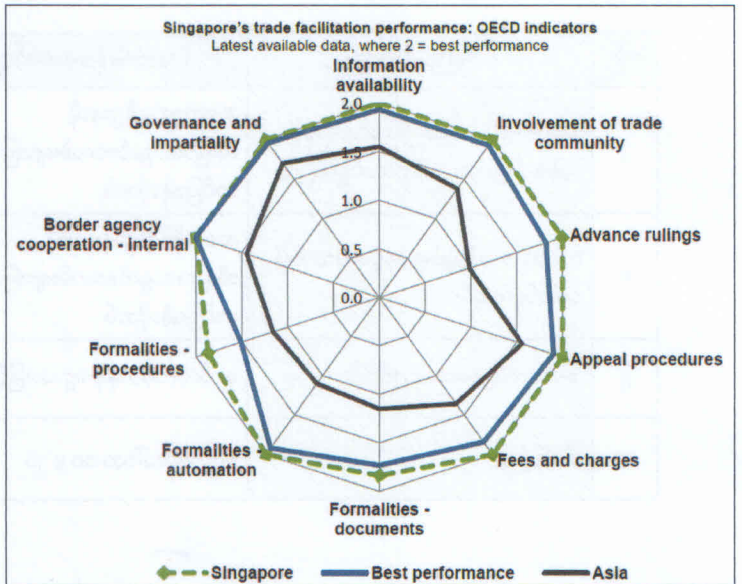 Singapore's trade facilitation performance: OECD indicators
Latest available data, where 2 = best performance
Information
availability
2.0
1.5
1.0
0.5
0.0
Involvement of trade
community
Advance rulings
Appeal procedures
Fees and charges
Formalities -
documents
Formalities -
automation
Formalities -
procedures
Border agency
cooperation - internal
Governance and
impartiality
Singapore
Best performance
Asia